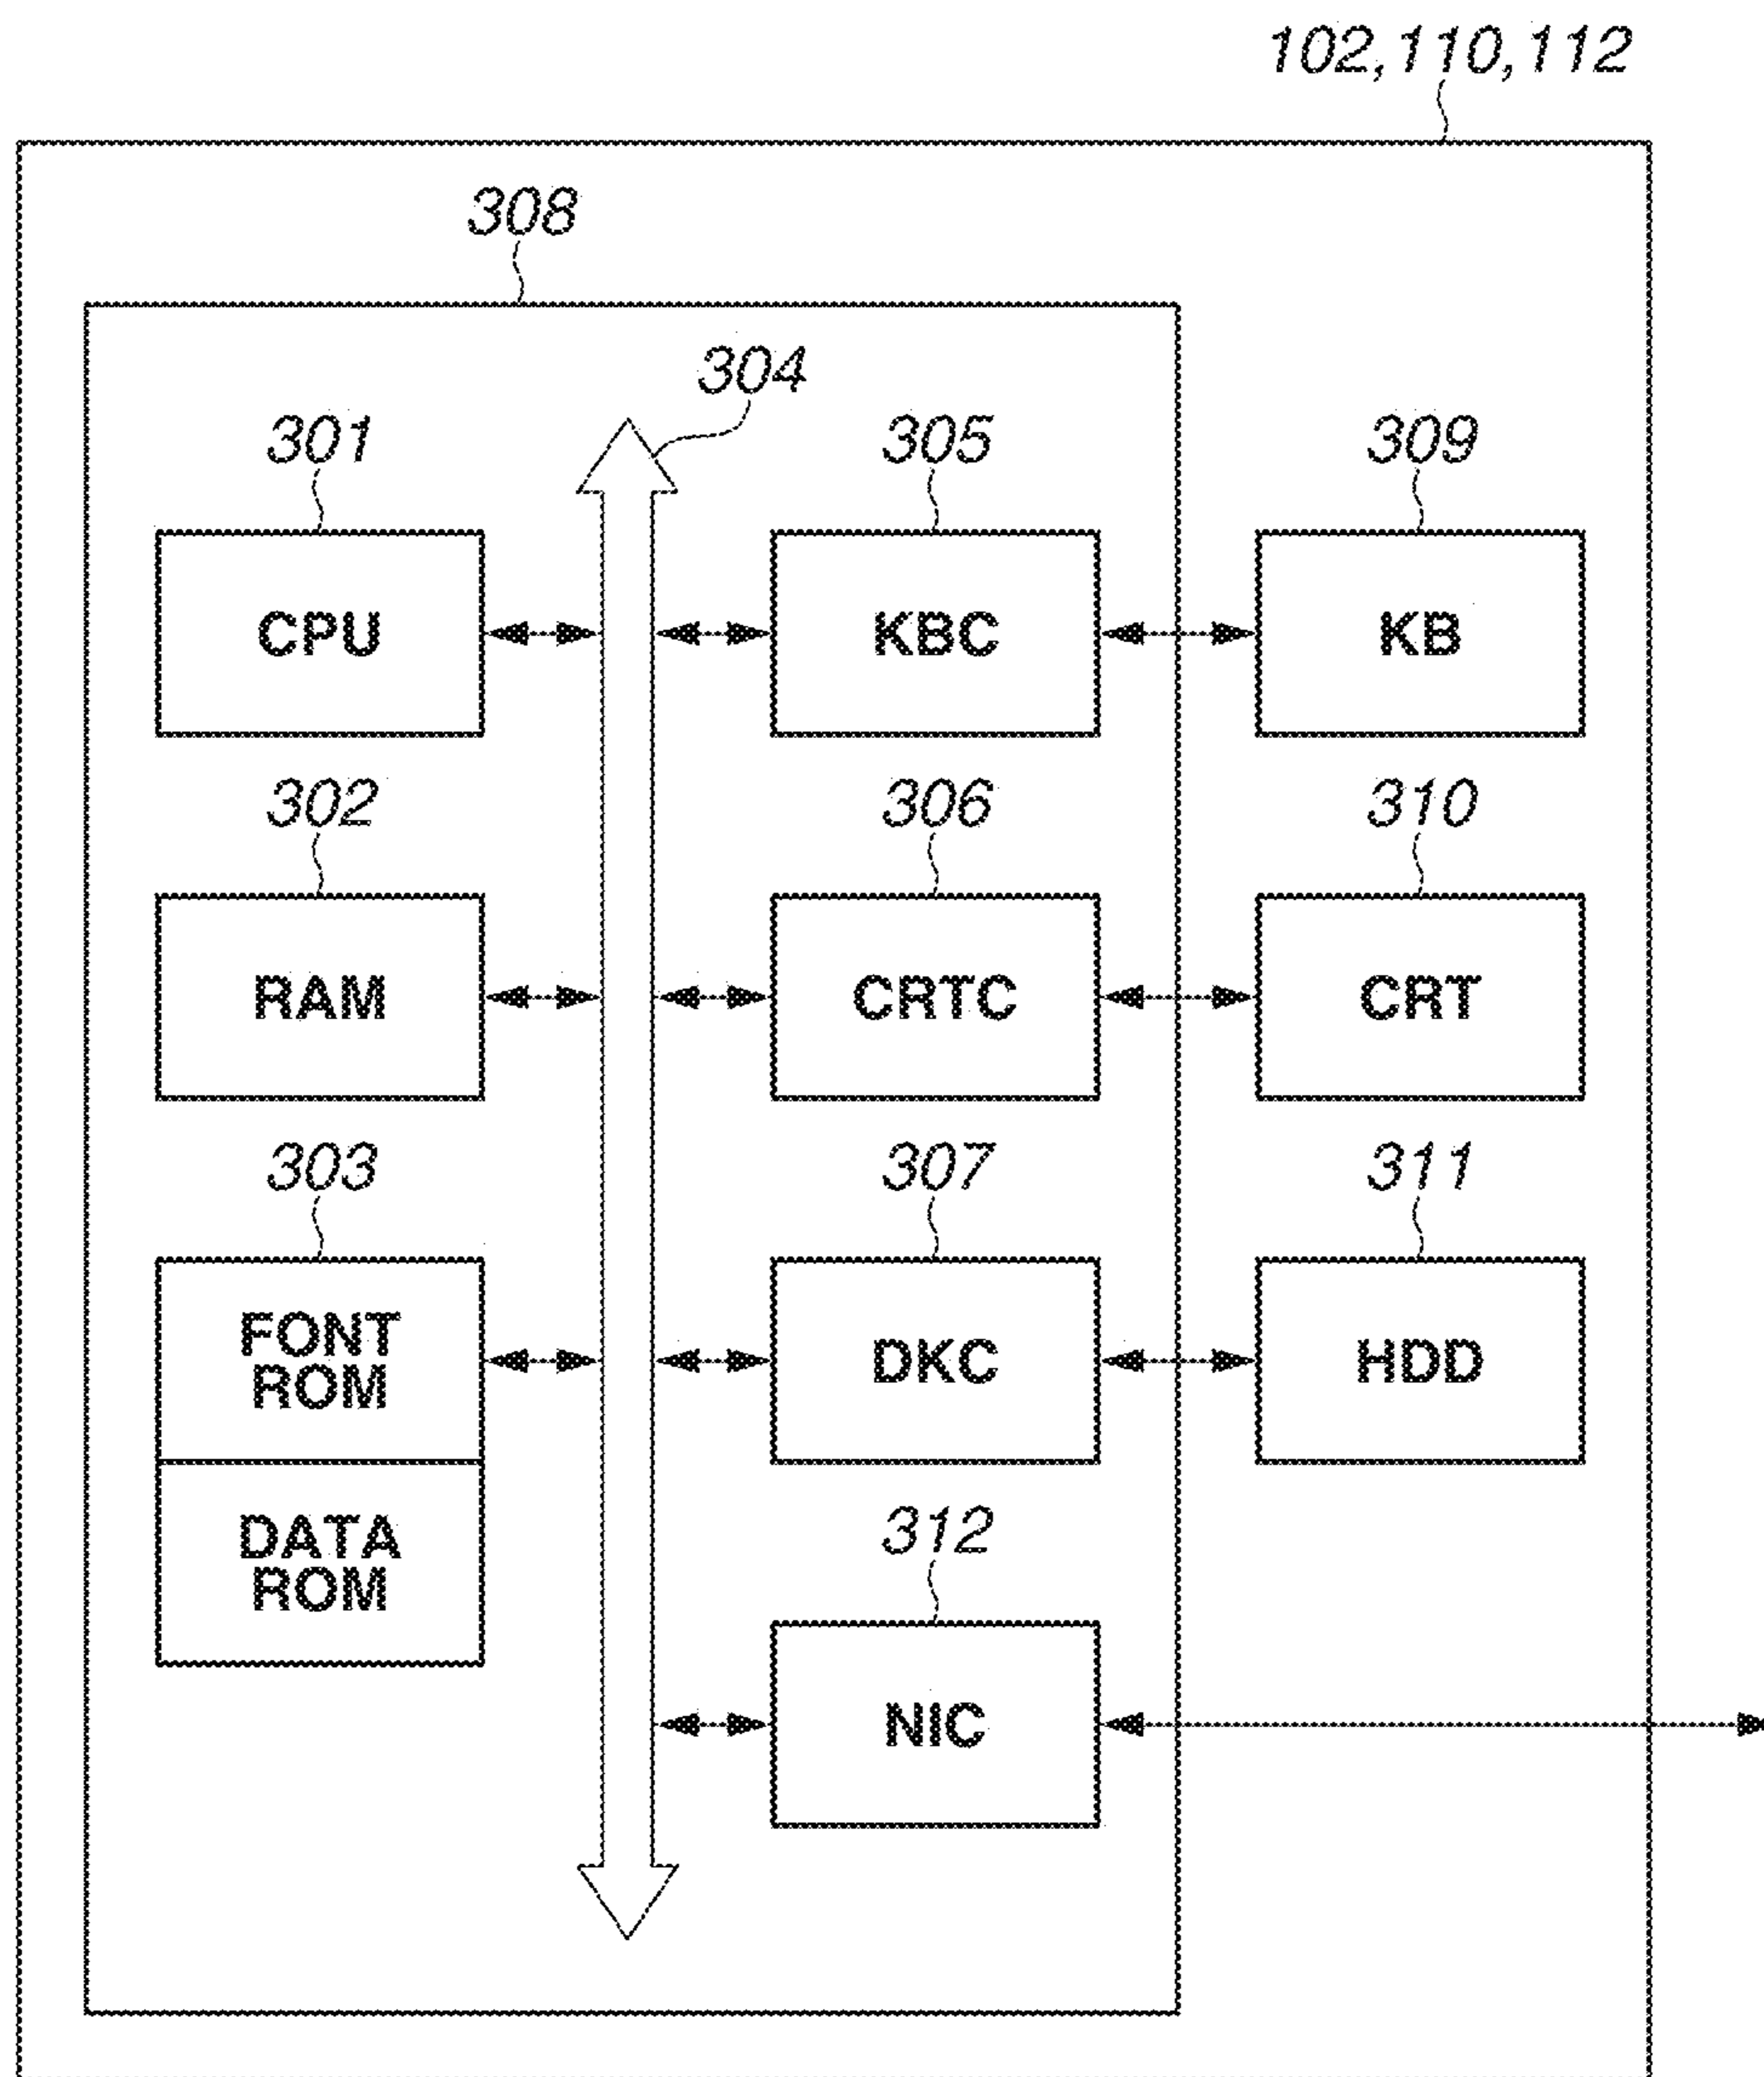 102,110,112
308
304
301
305
309
CPU
KBC
KB
302
306
310
RAM
CRTC
CRT
303
307
311
FONT
ROM
DKC
HDD
DATA
ROM
312
NIC